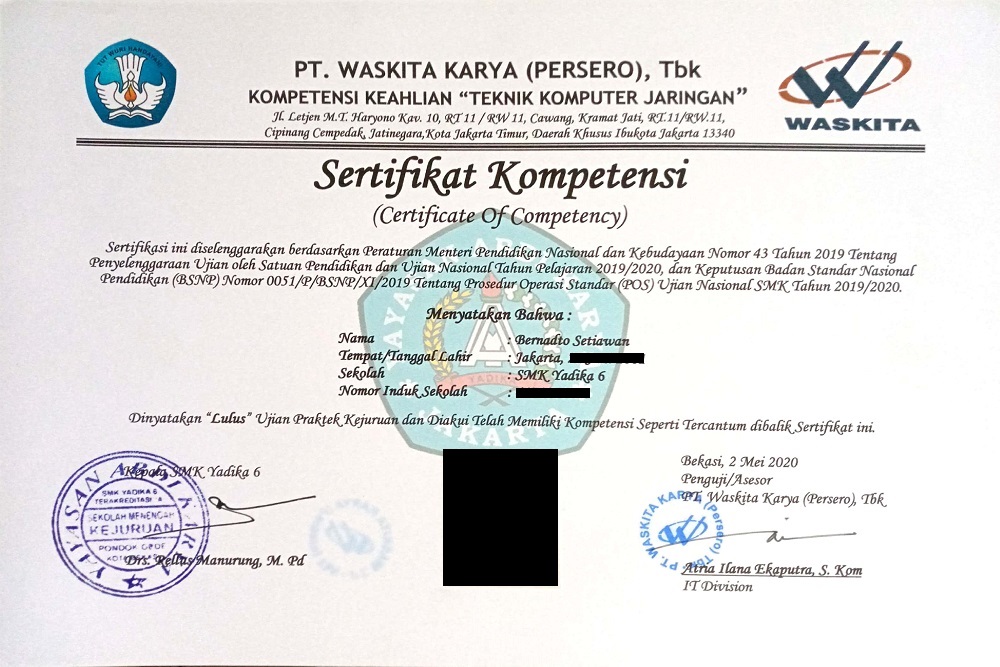 TUT WURI HANDAYANI
PT. WASKITA KARYA (PERSERO), Tbk
KOMPETENSI KEAHLIAN “TEKNIK KOMPUTER JARINGAN”
Jl. Letjen M.T. Haryono Kav. 10, RT 11 / RW 11, Cawang, Kramat Jati, RT.11/RW.11,
Cipinang Cempedak, Jatinegara,Kota Jakarta Timur, Daerah Khusus Ibukota Jakarta 13340
WASKITA
Sertifikat Kompetensi
(Certificate Of Competency)
Sertifikasi ini diselenggarakan berdasarkan Peraturan Menteri Pendidikan Nasional dan Kebudayaan Nomor 43 Tahun 2019 Tentang
Penyelenggaraan Ujian oleh Satuan Pendidikan dan Ujian Nasional Tahun Pelajaran 2019/2020, dan Keputusan Badan Standar Nasional
Pendidikan (BSNP) Nomor 0051/P/BSNP/XI/2019 Tentang Prosedur Operasi Standar (POS) Ujian Nasional SMK Tahun 2019/2020.
Menyatakan Bahwa :
Nama : Bernadto Setiawan
Tempat/Tanggal Lahir : Jakarta,
Sekolah : SMK Yadika 6
Nomor Induk Sekolah :
YADIKA
JAKARTA
Dinyatakan “Lulus” Ujian Praktek Kejuruan dan Diakui Telah Memiliki Kompetensi Seperti Tercantum dibalik Sertifikat ini.
Kepala SMK Yadika 6
YAYASAN ABDI KARYA
SMK YADIKA 6
TERAKREDITASI "A"
SEKOLAH MENENGAH
KEJURUAN
PONDOK GEDE
Drs. Rellus Manurung, M. Pd
Bekasi, 2 Mei 2020
Penguji/Asesor
PT. Waskita Karya (Persero), Tbk
PT. WASKITA KARYA (Persero) Tbk
Atria Ilana Ekaputra, S. Kom
IT Division